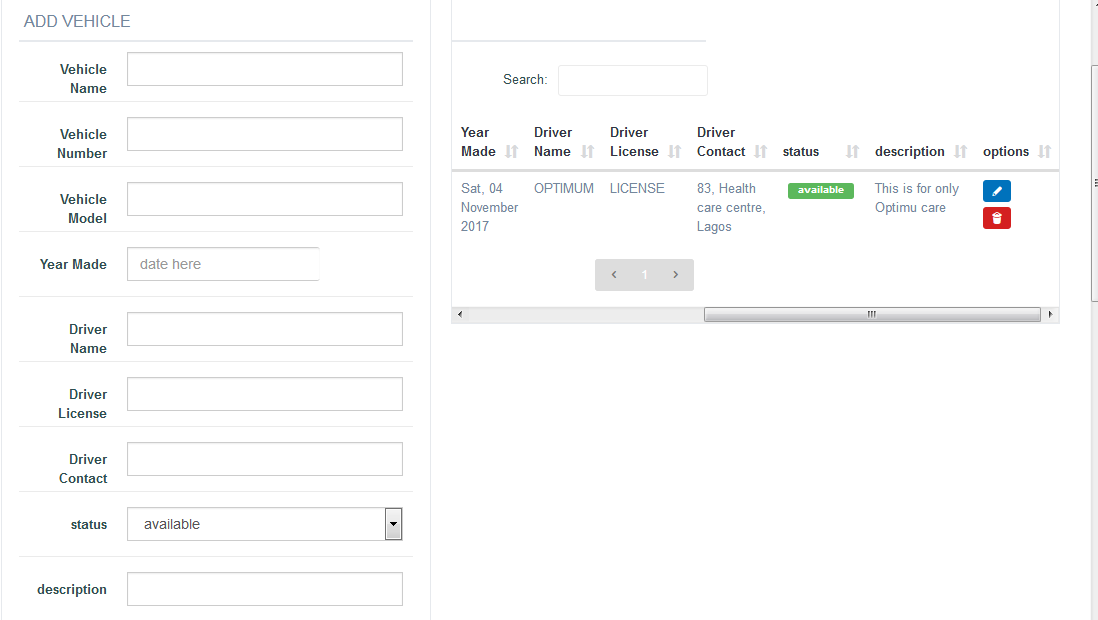 ADD VEHICLE
Vehicle
Name
Vehicle
Number
Vehicle
Model
Year Made
date here
Driver
Name
Driver
License
Driver
Contact
status
available
description
Search:
Year
Made
Driver
Name
Driver
License
Driver
Contact
status
description
options
Sat, 04
November
2017
OPTIMUM
LICENSE
83, Health
care centre,
Lagos
available
This is for only
Optimu care
1